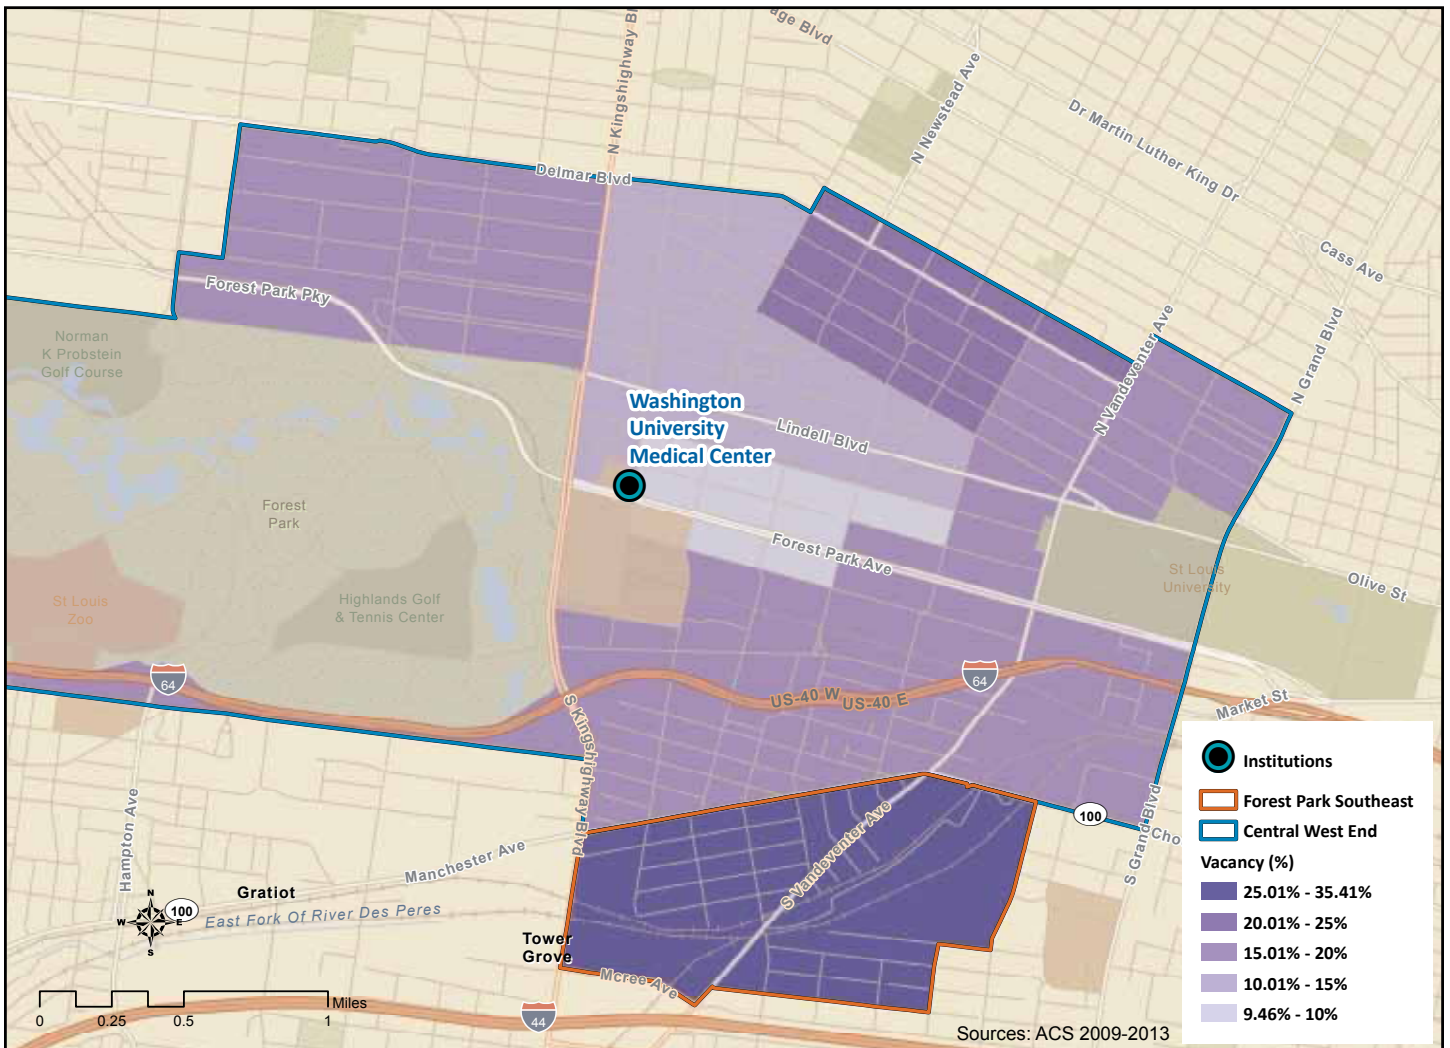 N Kingshighway Bl
age Blvd
N Newstead Ave
Dr Martin Luther King Dr
Cass Ave
N Grand Blvd
Delmar Blvd
Forest Park Pky
N Vandeventer Ave
Norman
K Probstein
Golf Course
Washington
University
Medical Center
Lindell Blvd
Forest
Park
Forest Park Ave
St Louis
University
Olive St
St Louis
Zoo
Highlands Golf
& Tennis Center
64
64
US-40 W
US-40 E
Market St
S Kingshighway Blvd
Hampton Ave
Manchester Ave
S Vandeventer Ave
100
Cho
S Grand Blvd
Gratiot
100
East Fork Of River Des Peres
N
W
E
S
Tower
Grove
Mcree Ave
44
Miles
0
0.25
0.5
1
Institutions
Forest Park Southeast
Central West End
Vacancy (%)
25.01% - 35.41%
20.01% - 25%
15.01% - 20%
10.01% - 15%
9.46% - 10%
Sources: ACS 2009-2013